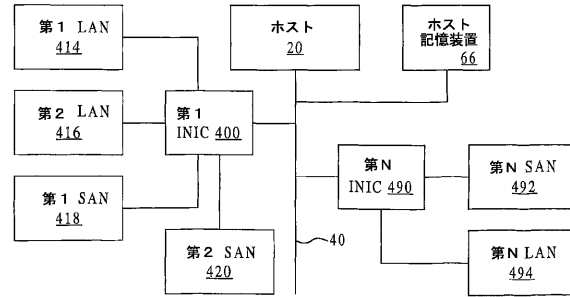 第1 LAN
414
ホスト
20
ホスト
記憶装置
66
第2 LAN
416
第1
INIC 400
第N
INIC 490
第N SAN
492
第1 SAN
418
第2 SAN
420
40
第N LAN
494